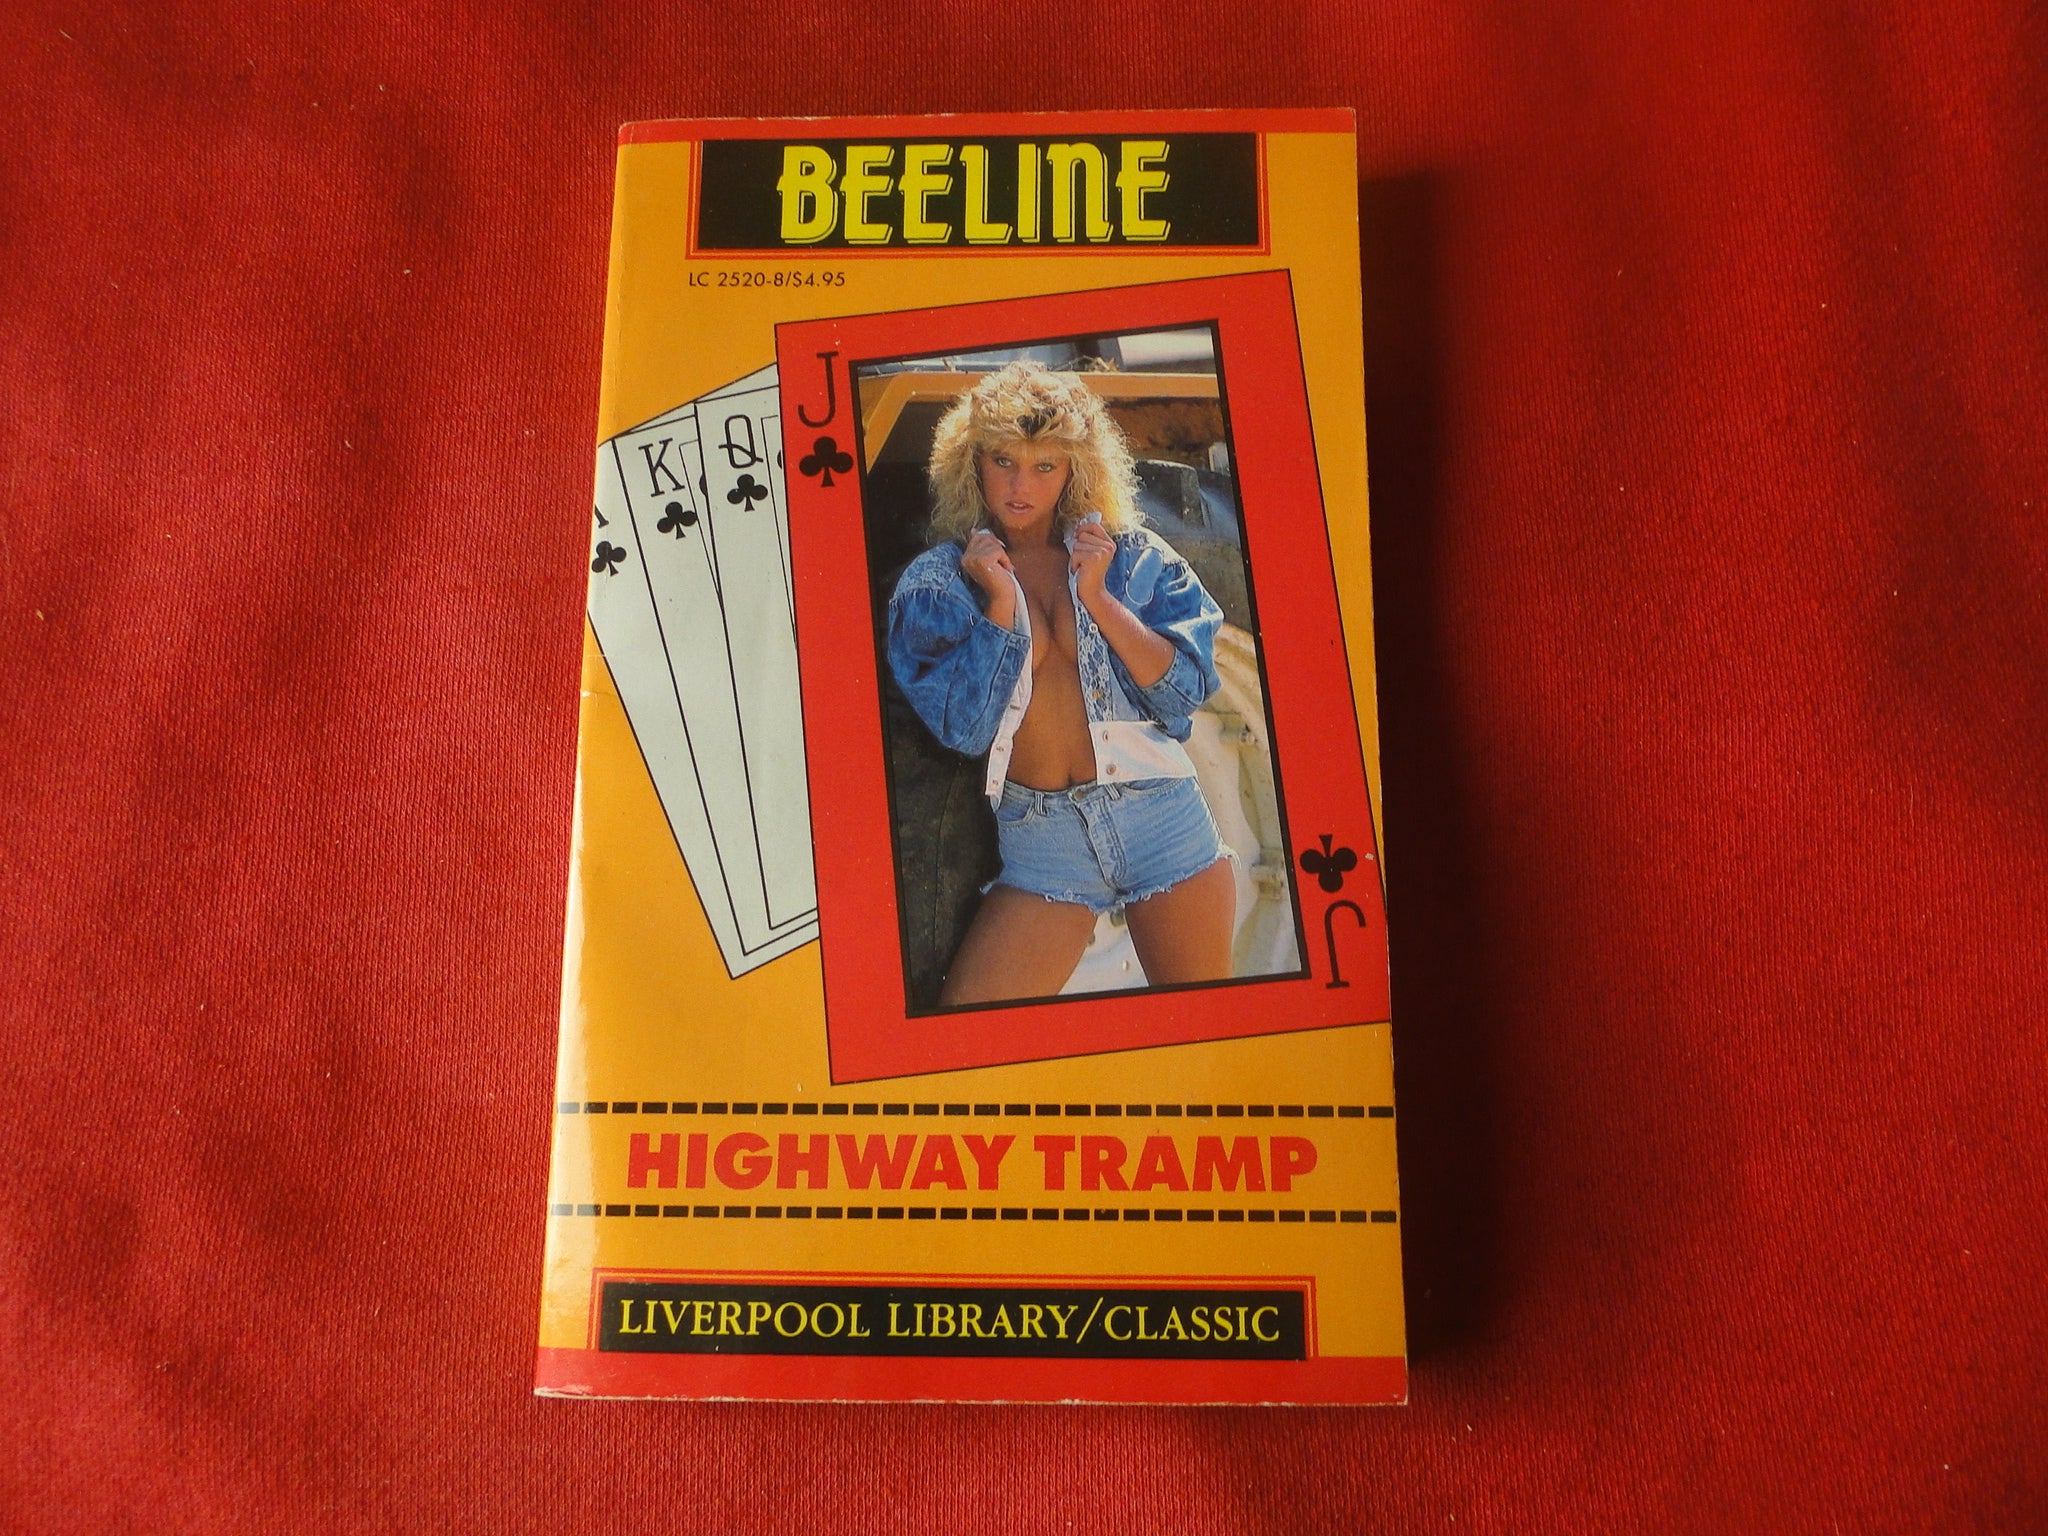 BEELINE
LC 2520-8/$4.95
J
K
Q
J
HIGHWAY TRAMP
LIVERPOOL LIBRARY/CLASSIC